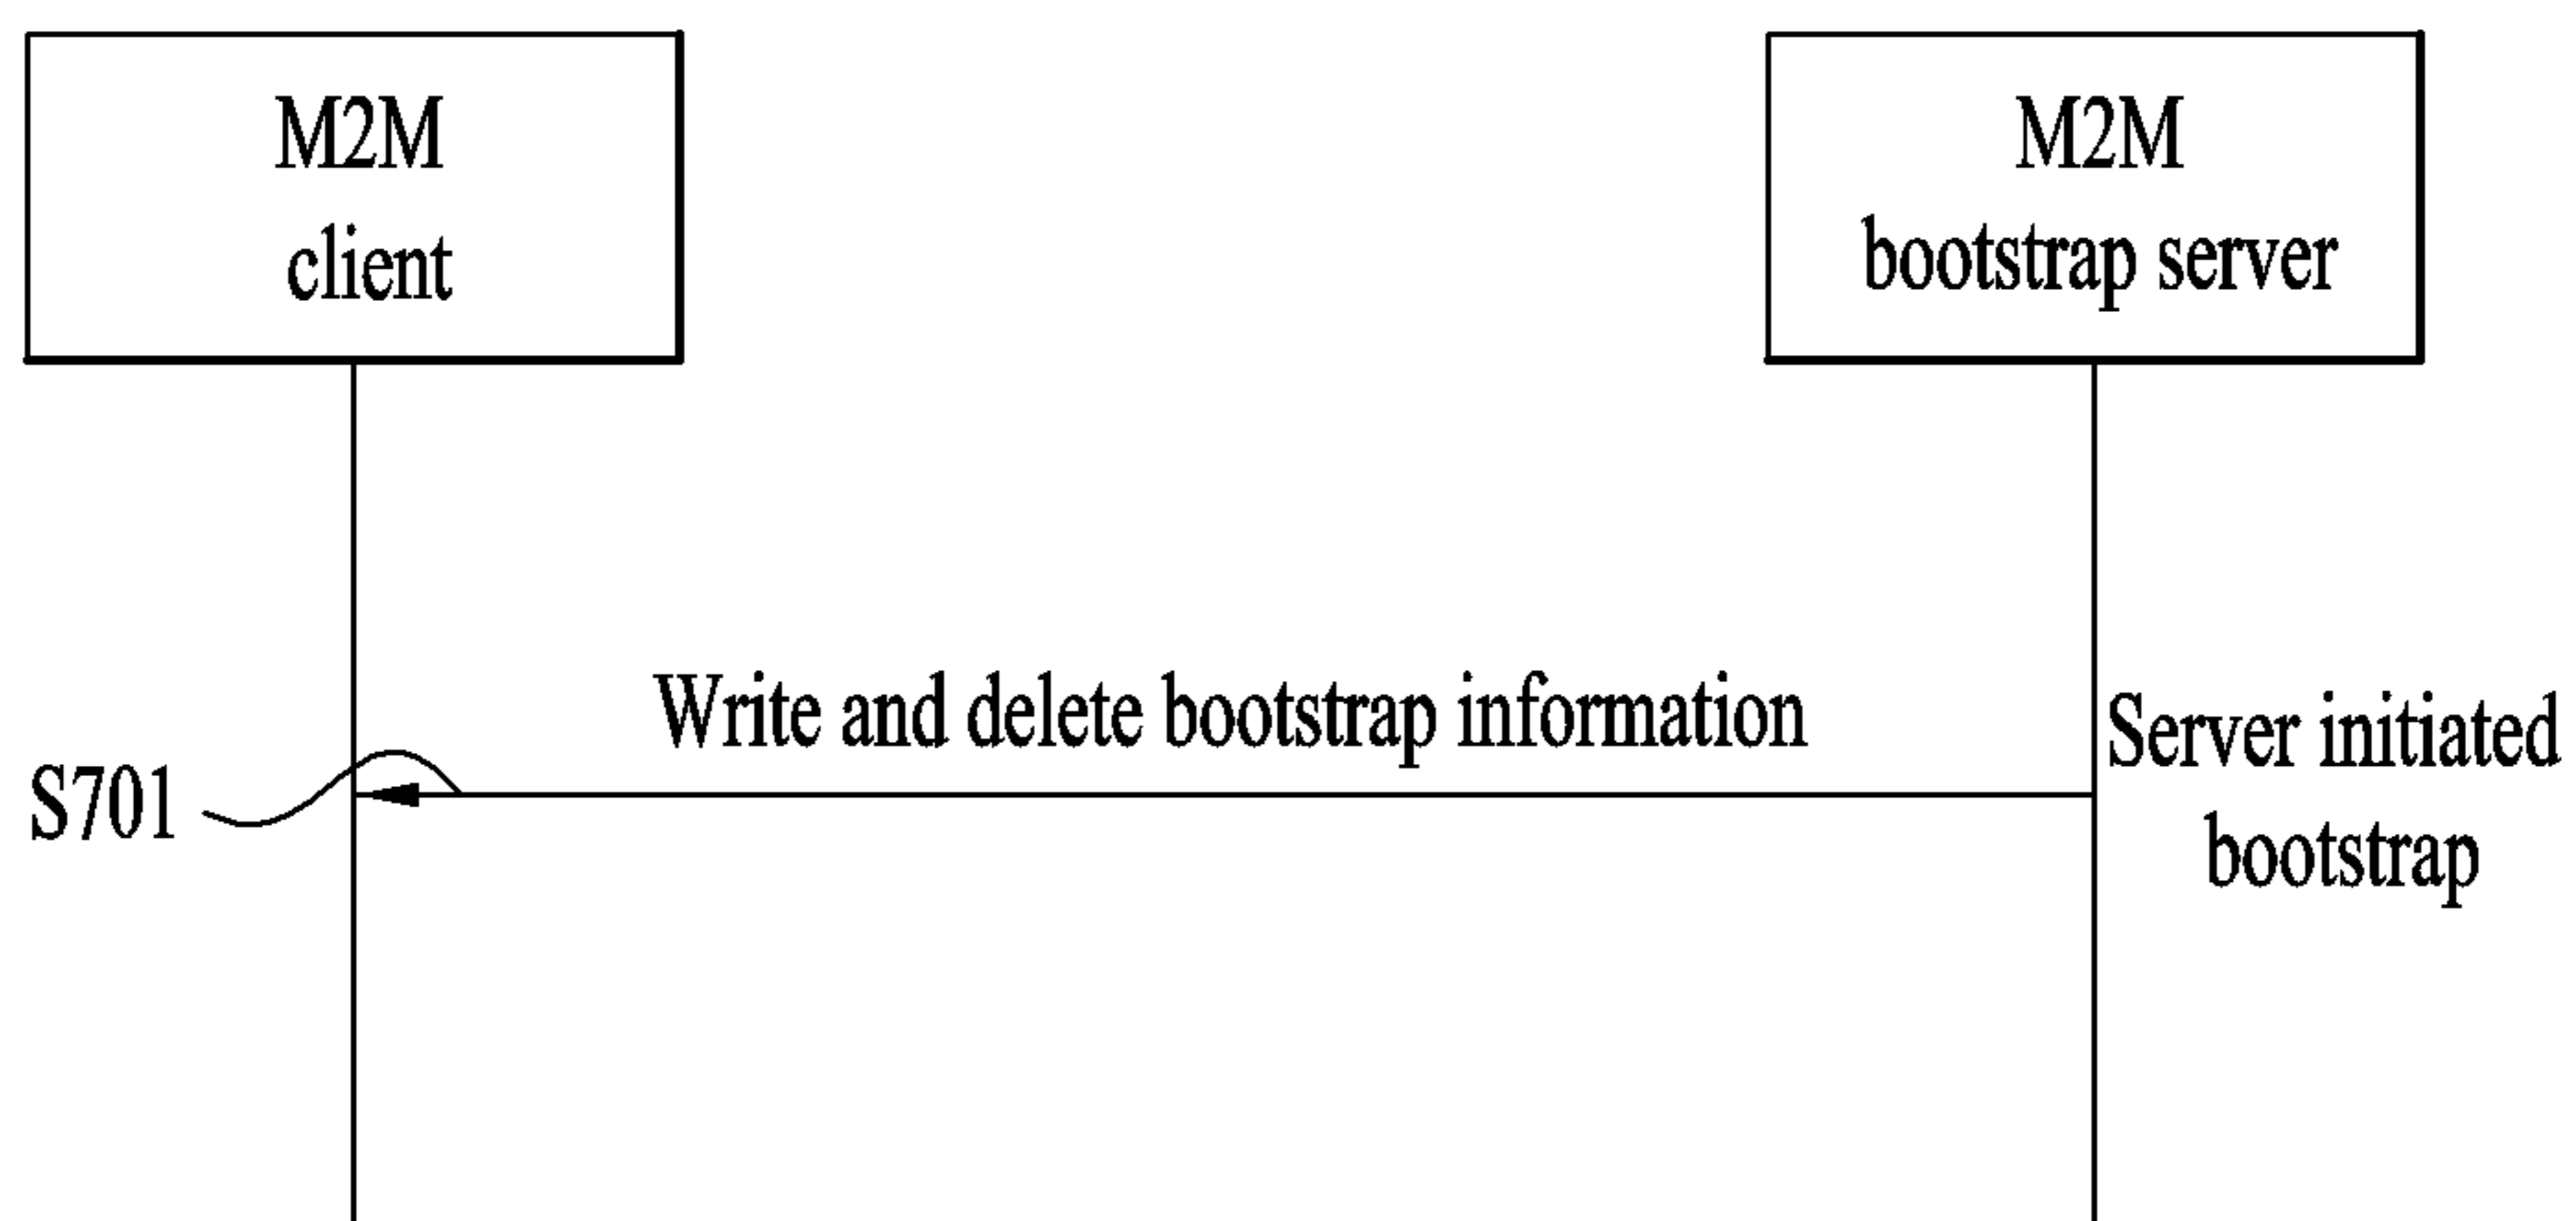 M2M
client
M2M
bootstrap server
Write and delete bootstrap information
Server initiated
bootstrap
S701